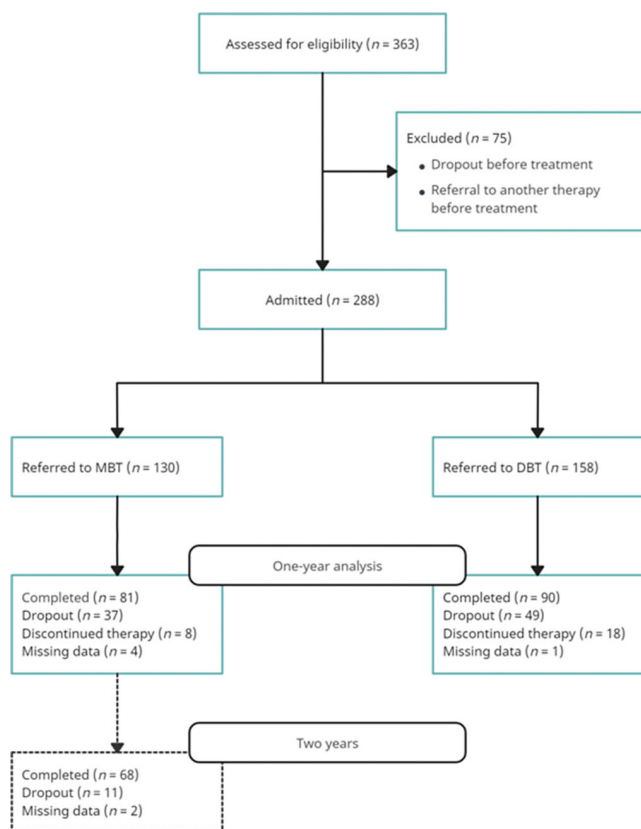 Assessed for eligibility (n = 363)
Excluded (n = 75)
• Dropout before treatment
• Referral to another therapy
before treatment
Admitted (n = 288)
Referred to MBT (n = 130)
Referred to DBT (n = 158)
One-year analysis
Completed (n = 81)
Dropout (n = 37)
Discontinued therapy (n = 8)
Missing data (n = 4)
Completed (n = 90)
Dropout (n = 49)
Discontinued therapy (n = 18)
Missing data (n = 1)
Two years
Completed (n = 68)
Dropout (n = 11)
Missing data (n = 2)